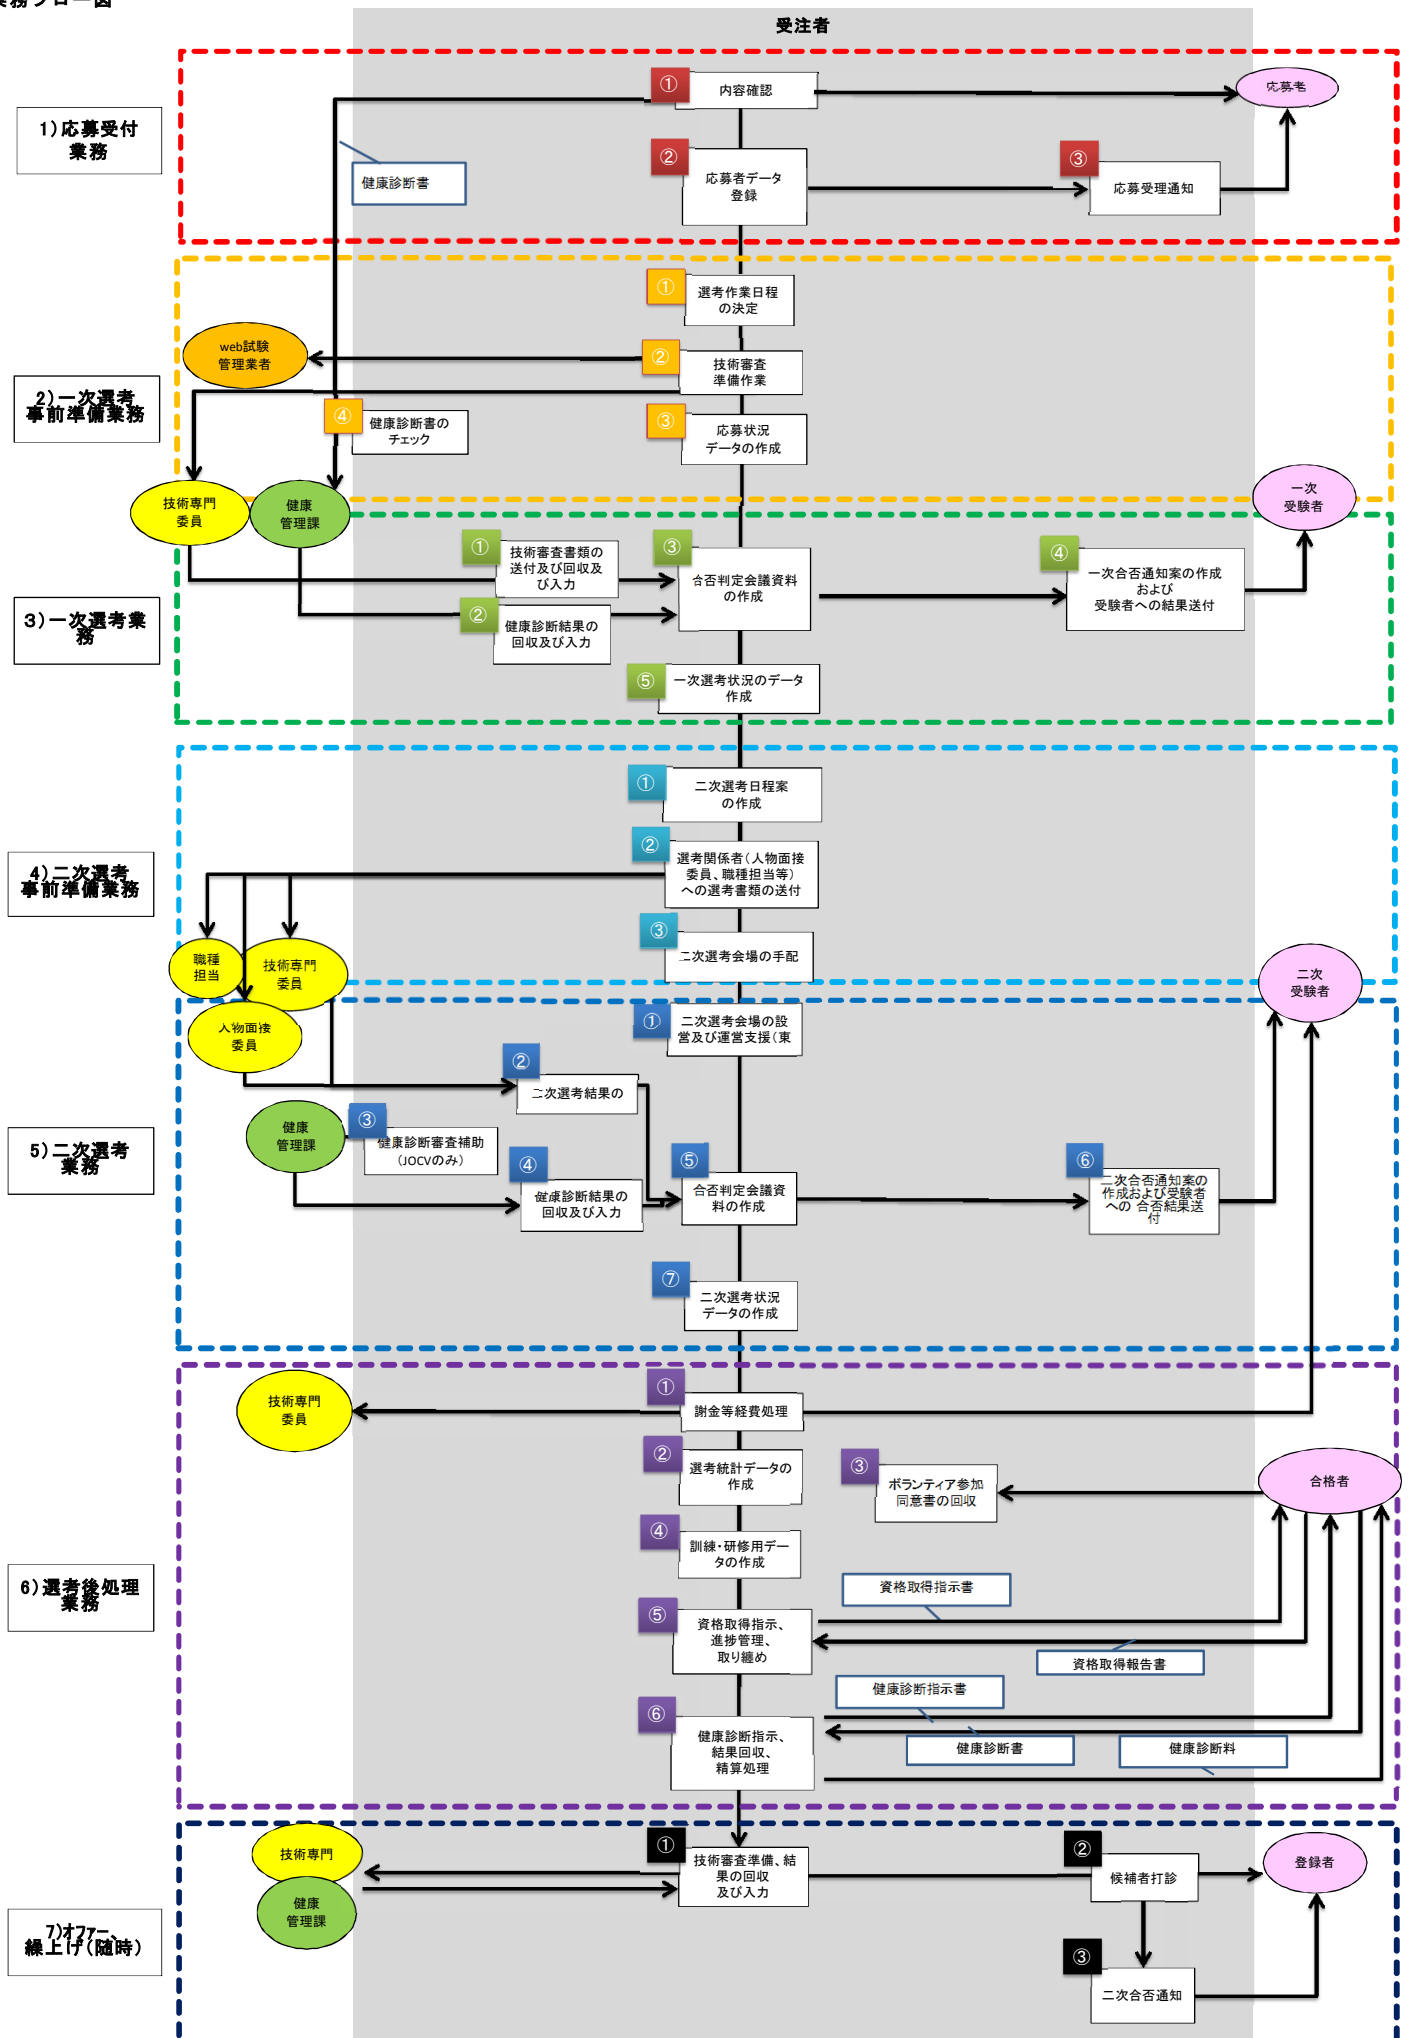 業務フロー図
受注者
1)応募受付
業務
①
内容確認
応募者
②
応募者データ
登録
③
応募受理通知
健康診断書
2)一次選考
事前準備業務
①
選考作業日程
の決定
web試験
管理業者
②
技術審査
準備作業
③
応募状況
データの作成
④
健康診断書の
チェック
技術専門
委員
健康
管理課
一次
受験者
3)一次選考業
務
①
技術審査書類の
送付及び回収及
び入力
②
健康診断結果の
回収及び入力
③
合否判定会議資料
の作成
④
一次合否通知案の作成
および
受験者への結果送付
⑤
一次選考状況のデータ
作成
4)二次選考
事前準備業務
①
二次選考日程案
の作成
②
選考関係者(人物面接
委員、職種担当等)
への選考書類の送付
③
二次選考会場の手配
職種
担当
技術専門
委員
人物面接
委員
二次
受験者
5)二次選考
業務
①
二次選考会場の設
営及び運営支援(東
②
二次選考結果の
健康
管理課
③
健康診断審査補助
(JOCVのみ)
④
健康診断結果の
回収及び入力
⑤
合否判定会議資
料の作成
⑥
二次合否通知案の
作成および受験者
への 合否結果送
付
⑦
二次選考状況
データの作成
6)選考後処理
業務
技術専門
委員
①
謝金等経費処理
②
選考統計データの
作成
③
ボランティア参加
同意書の回収
合格者
④
訓練・研修用デー
タの作成
⑤
資格取得指示、
進捗管理、
取り纏め
資格取得指示書
資格取得報告書
⑥
健康診断指示、
結果回収、
精算処理
健康診断指示書
健康診断書
健康診断料
7)オファー、
繰上げ(随時)
技術専門
健康
管理課
①
技術審査準備、結
果の回収
及び入力
②
候補者打診
登録者
③
二次合否通知